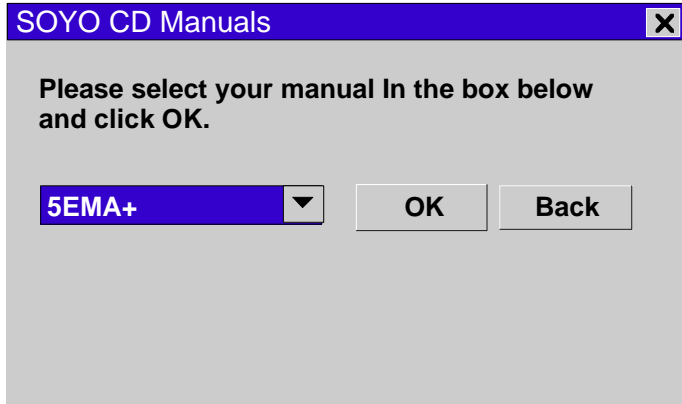 SOYO CD Manuals
Please select your manual In the box below
and click OK.
5EMA+ OK Back